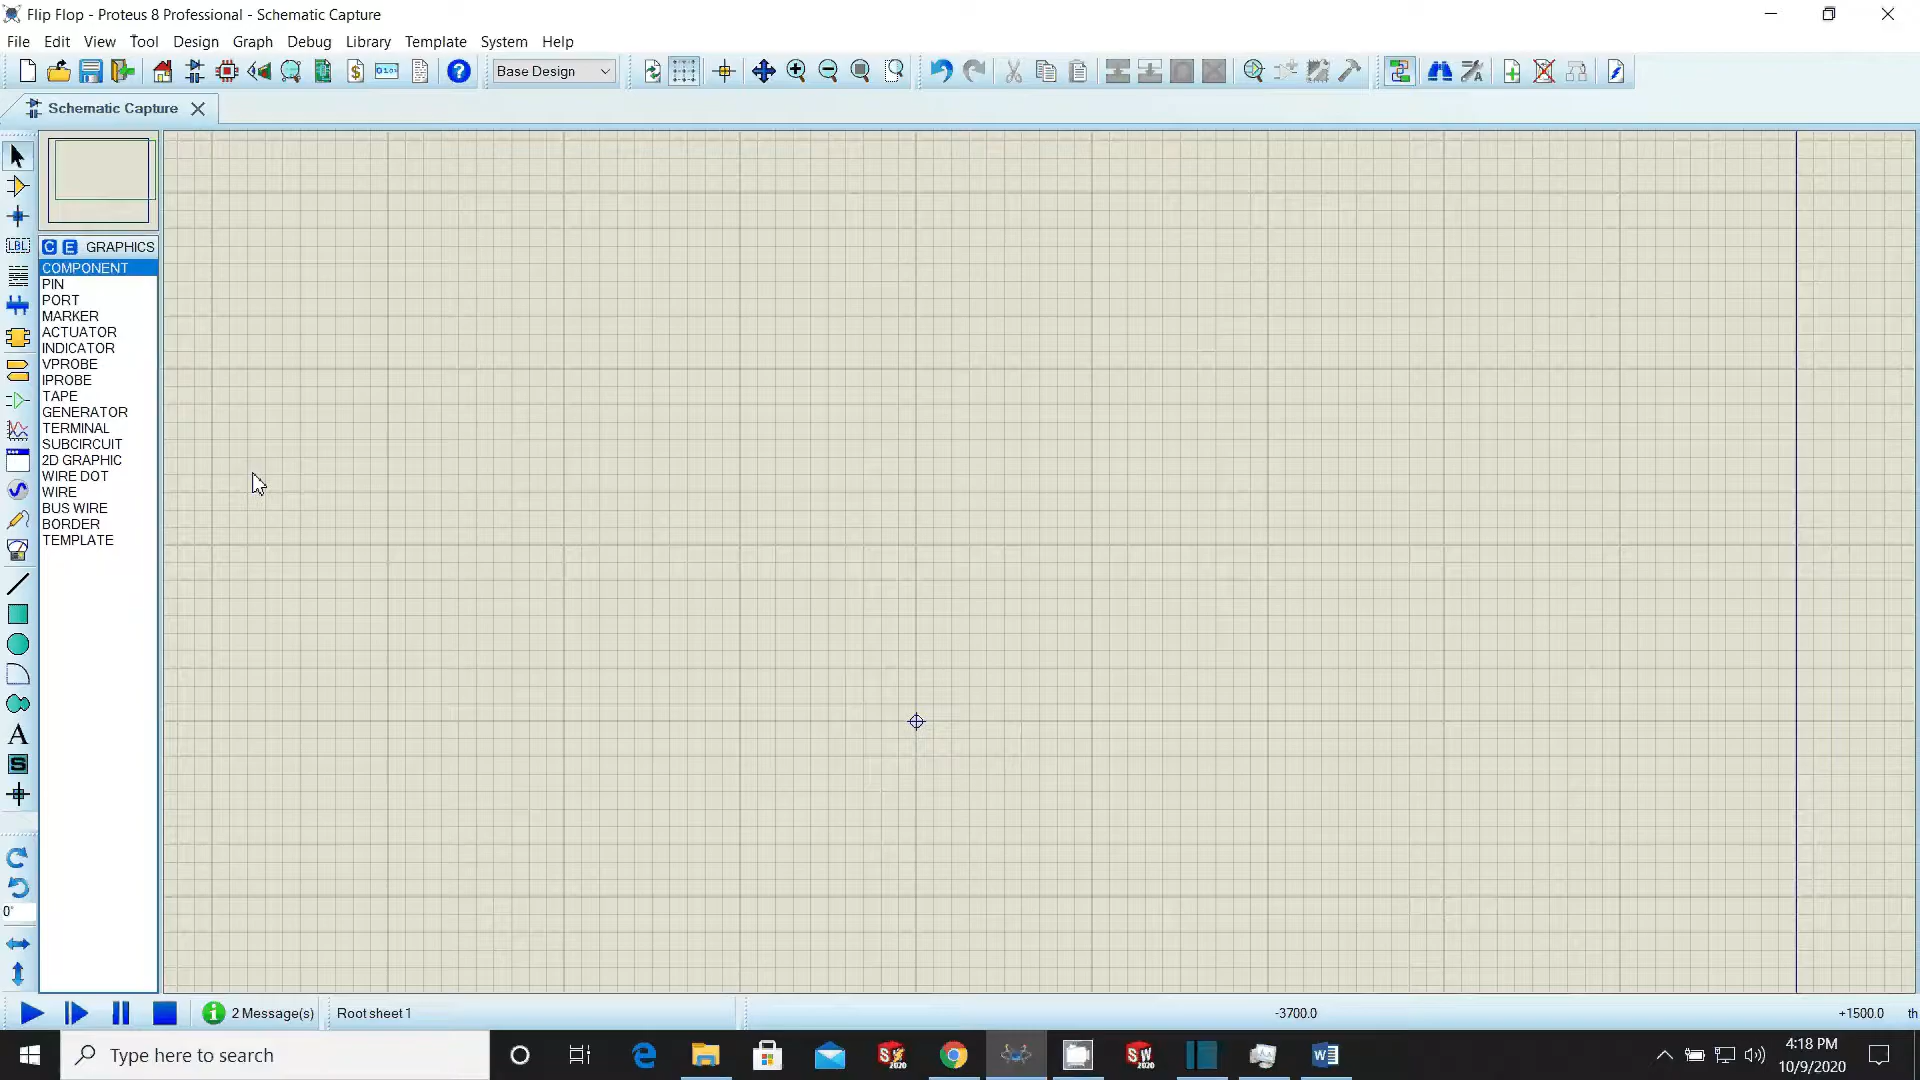 Flip Flop - Proteus 8 Professional - Schematic Capture
File Edit View Tool Design Graph Debug Library Template System Help
Base Design
Schematic Capture
LBL
C E GRAPHICS
COMPONENT
PIN
PORT
MARKER
ACTUATOR
INDICATOR
VPROBE
IPROBE
TAPE
GENERATOR
TERMINAL
SUBCIRCUIT
2D GRAPHIC
WIRE DOT
WIRE
BUS WIRE
BORDER
TEMPLATE
A
S
0°
2 Message(s) Root sheet 1 -3700.0 +1500.0 th
Type here to search
4:18 PM
10/9/2020